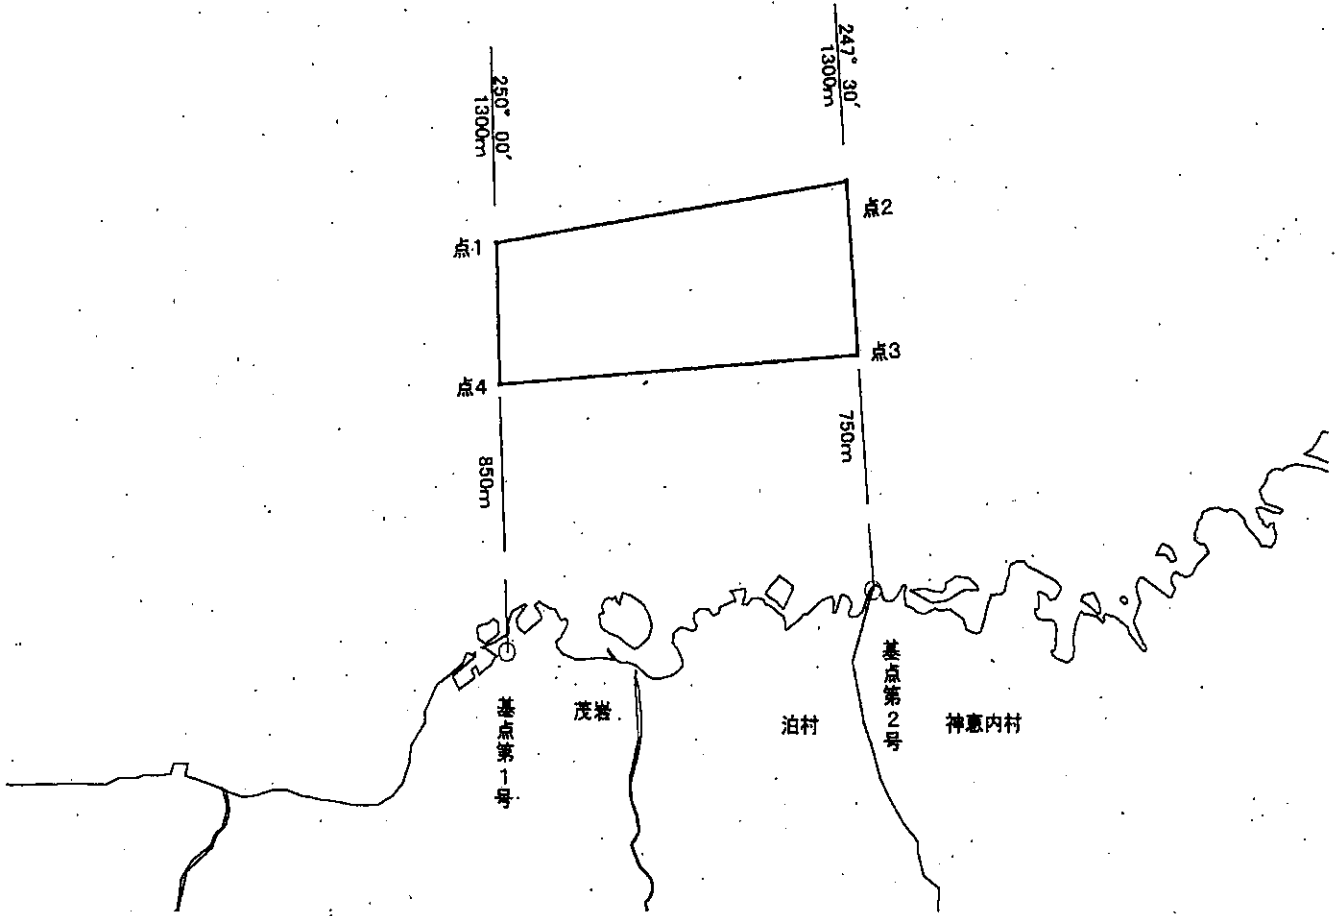 247° 30′
1300m
250° 00′
1300m
点2
点1
点3
点4
750m
850m
基点第2号
基点第1号
茂岩
泊村
神恵内村